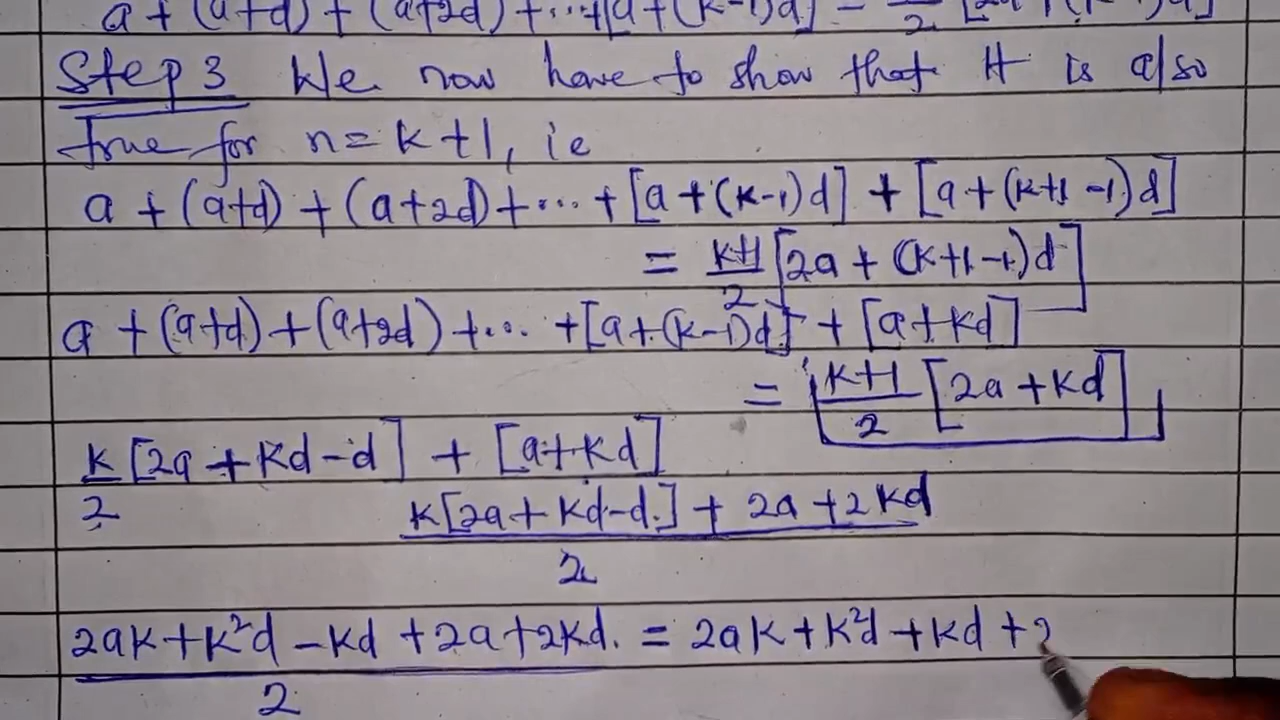 a + (a+d) + (a+2d) + ... + [a+(k-1)d] =
Step 3 We now have to show that it is also
true for n = k+1, ie
a + (a+d) + (a+2d) + ... + [a+(k-1)d] + [a+(k+1-1)d]
= k+1/2 [2a + (k+1-1)d]
a + (a+d) + (a+2d) + ... + [a+(k-1)d] + [a+kd]
= k+1/2 [2a+kd]
k/2 [2a+kd-d] + [a+kd]
k[2a+kd-d] + 2a+2kd
2
2ak+k²d-kd+2a+2kd = 2ak+k²d+kd+2
2